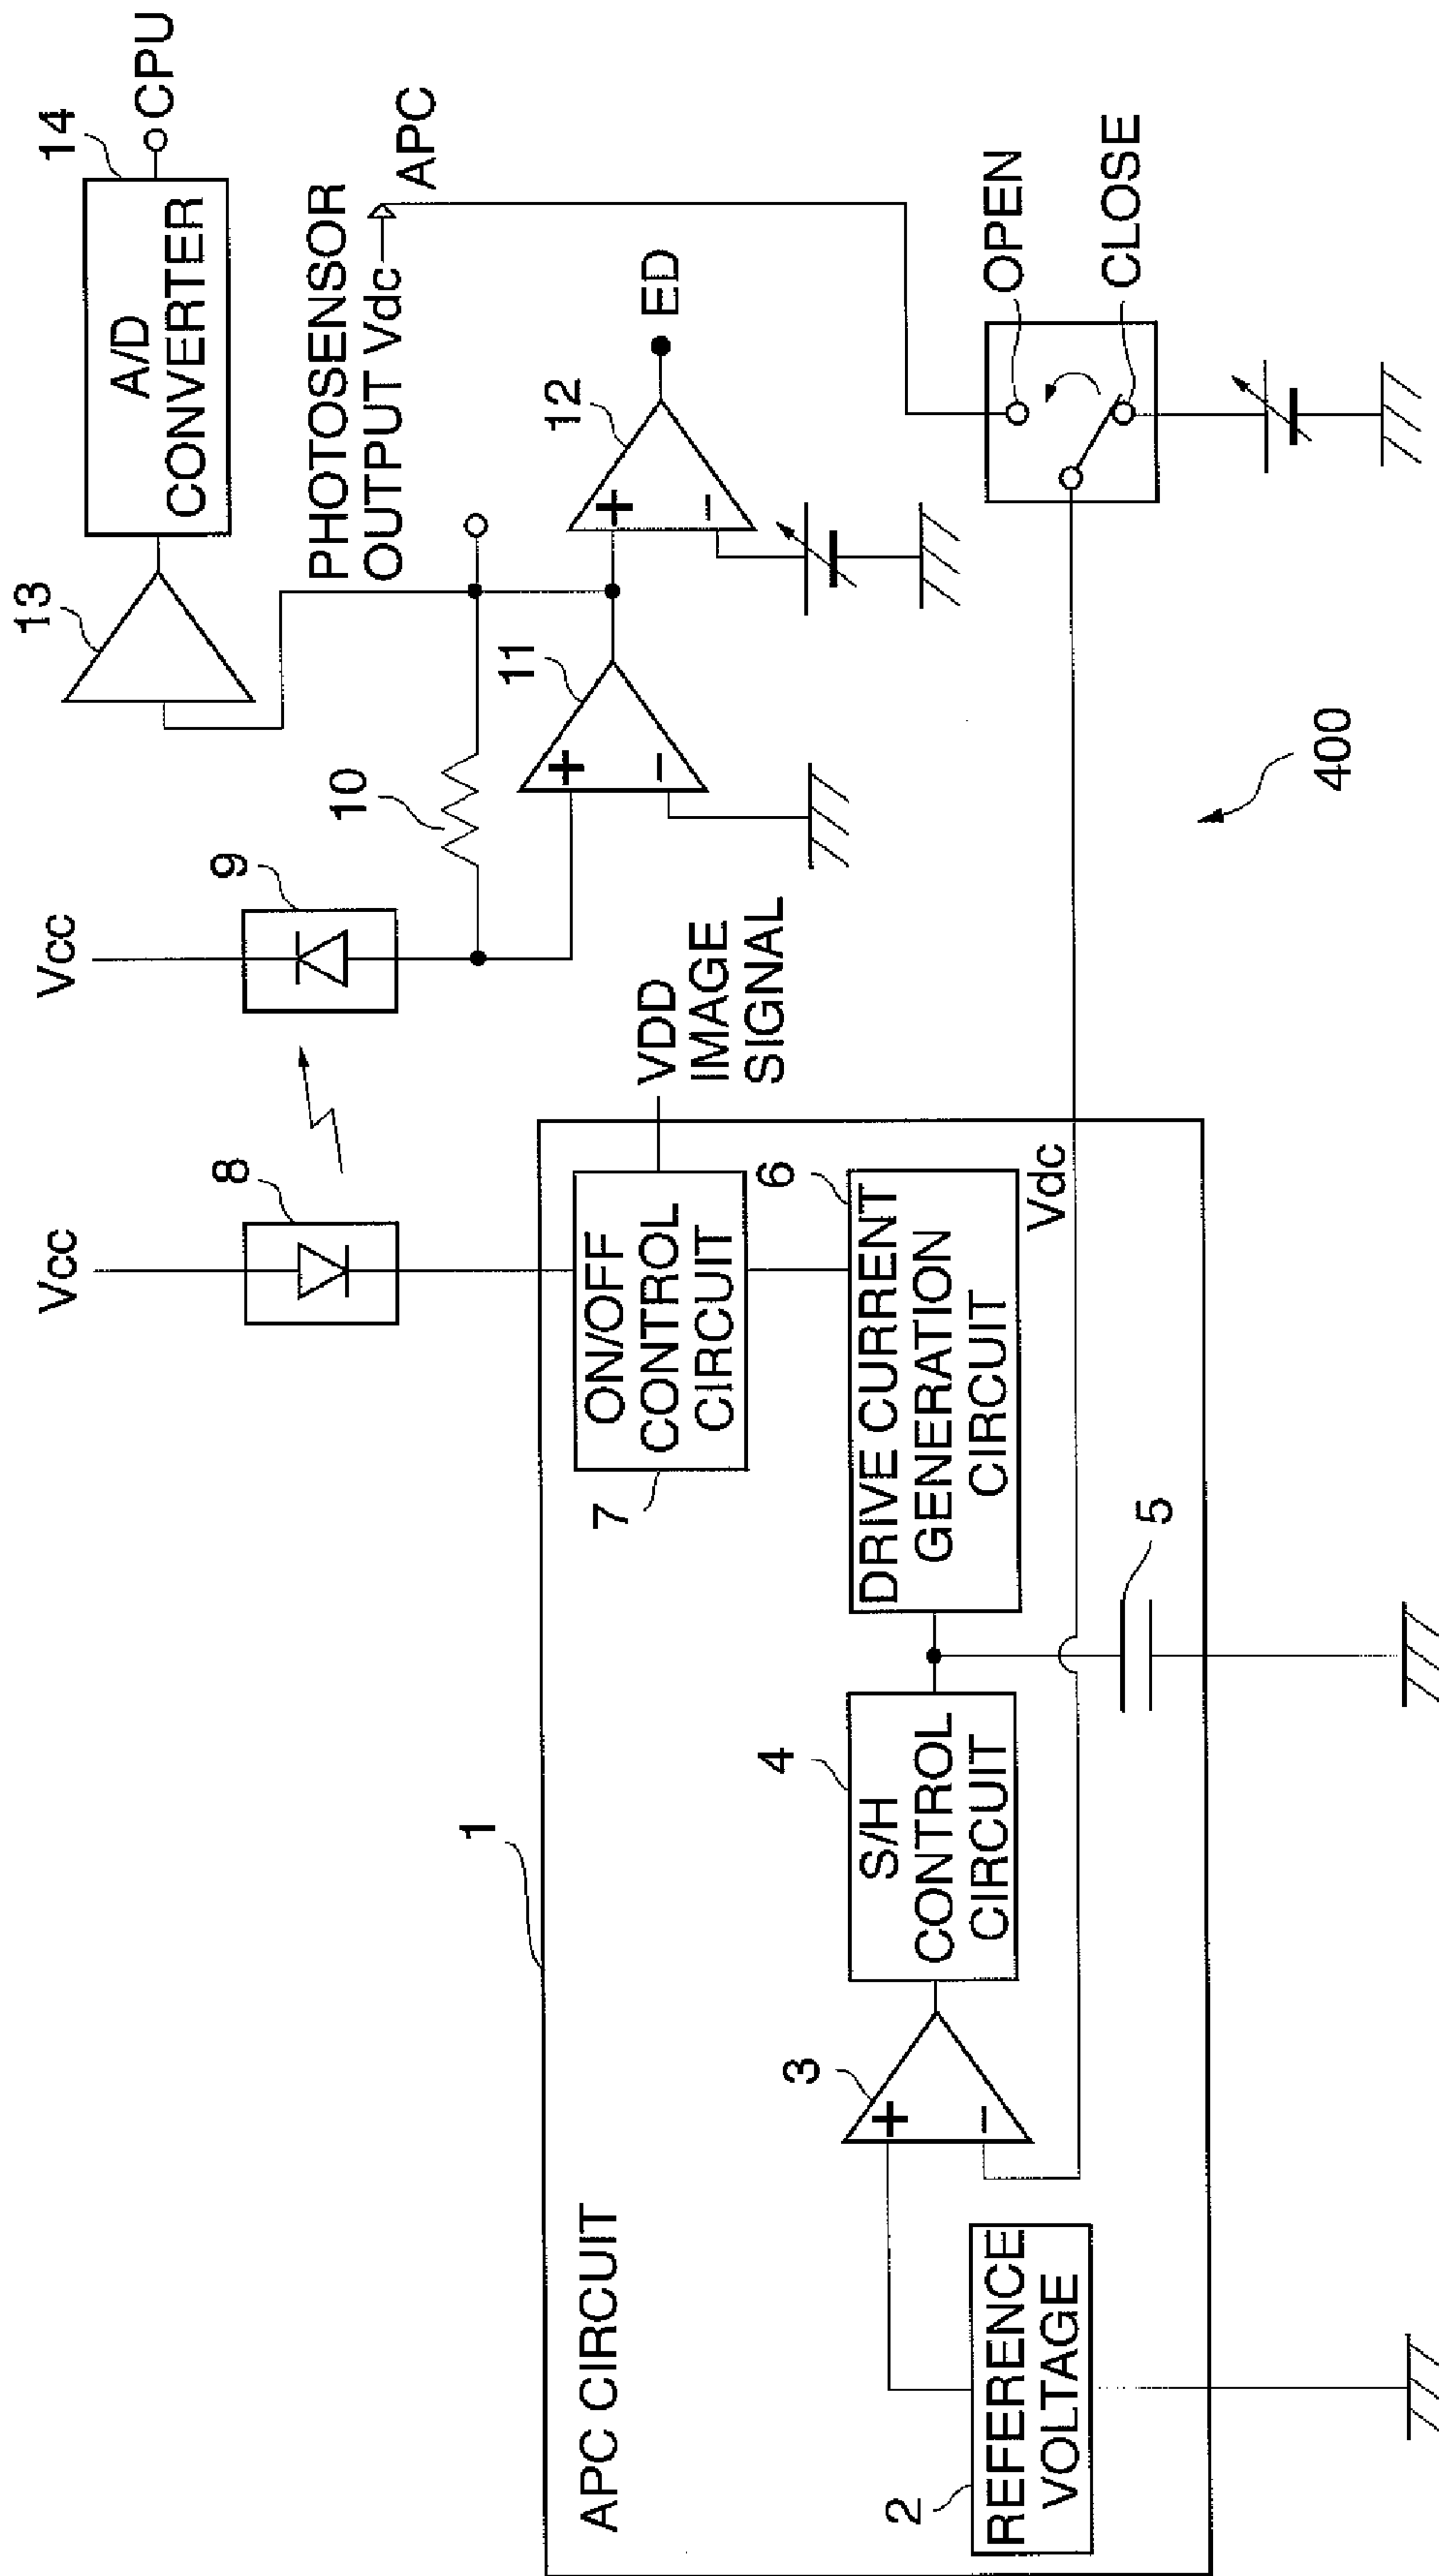 14
CPU
A/D
CONVERTER
13
PHOTOSENSOR
OUTPUT Vdc
APC
Vcc
Vcc
9
8
10
11
+
−
12
+
−
ED
OPEN
CLOSE
400
VDD
IMAGE
SIGNAL
1
APC CIRCUIT
ON/OFF
CONTROL
CIRCUIT
7
6
DRIVE CURRENT
GENERATION
CIRCUIT
Vdc
4
S/H
CONTROL
CIRCUIT
5
3
+
−
2
REFERENCE
VOLTAGE